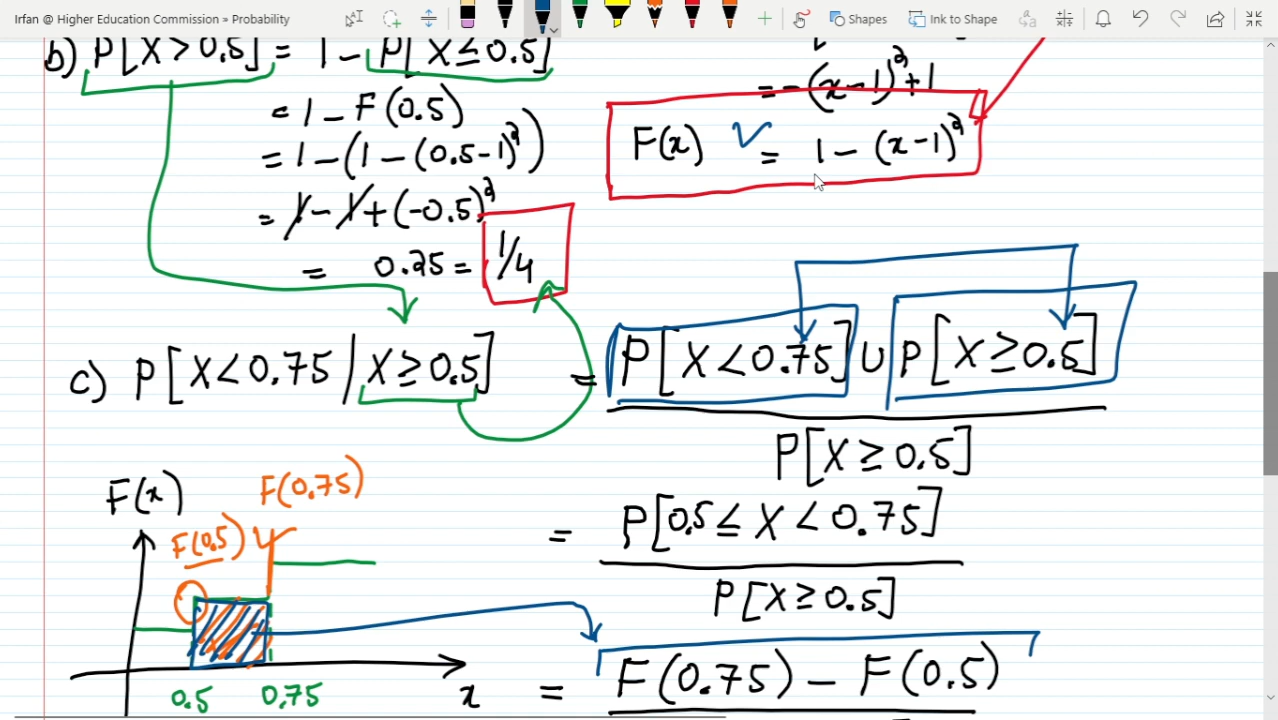 Irfan @ Higher Education Commission » Probability
Shapes
Ink to Shape
b) P[X>0.5] = 1 - P[X≤0.5]
= 1 - F(0.5)
= 1 - (1 - (0.5-1)²)
= 1 - 1 + (-0.5)²
= 0.25 = 1/4
= -(x-1)²+1
F(x) = 1 - (x-1)²
c) P[X<0.75 | X≥0.5] = P[X<0.75] U P[X≥0.5]
P[X≥0.5]
= P[0.5≤X<0.75]
P[X≥0.5]
= F(0.75) - F(0.5)
F(x)
F(0.75)
F(0.5)
0.5 0.75 x